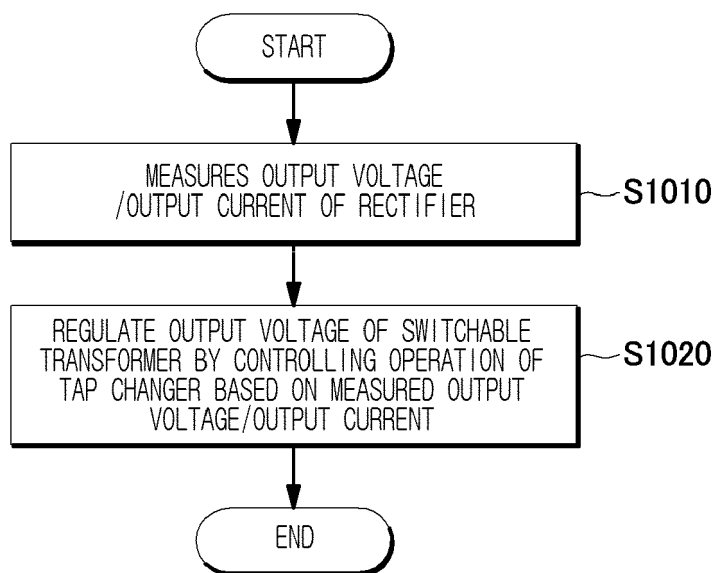 START
MEASURES OUTPUT VOLTAGE
/OUTPUT CURRENT OF RECTIFIER
S1010
REGULATE OUTPUT VOLTAGE OF SWITCHABLE
TRANSFORMER BY CONTROLLING OPERATION OF
TAP CHANGER BASED ON MEASURED OUTPUT
VOLTAGE/OUTPUT CURRENT
S1020
END